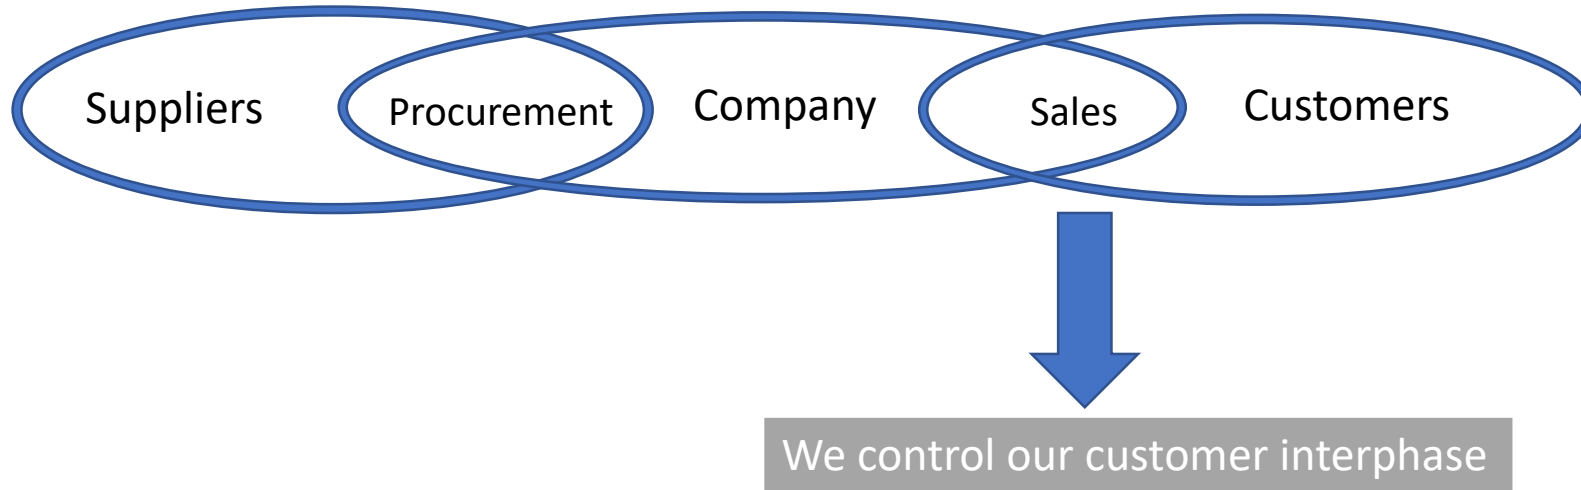 Suppliers
Procurement
Company
Sales
Customers
We control our customer interphase